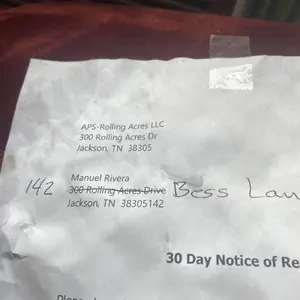 APS-Rolling Acres LLC
300 Rolling Acres Dr
Jackson, TN 38305
Manuel Rivera
142 300 Rolling Acres Drive Bess Lan
Jackson, TN 38305142
30 Day Notice of Re